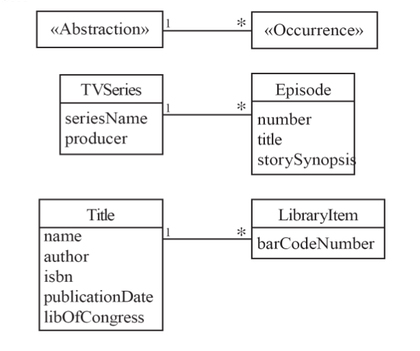 «Abstraction» 1 * «Occurrence»
TVSeries
seriesName
producer
1 *
Episode
number
title
storySynopsis
Title
name
author
isbn
publicationDate
libOfCongress
1 *
LibraryItem
barCodeNumber